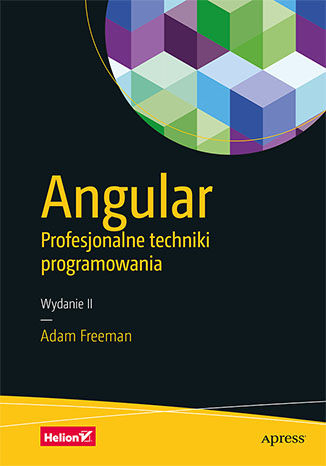 Angular
Profesjonalne techniki
programowania
Wydanie II
Adam Freeman
Helion
Apress®